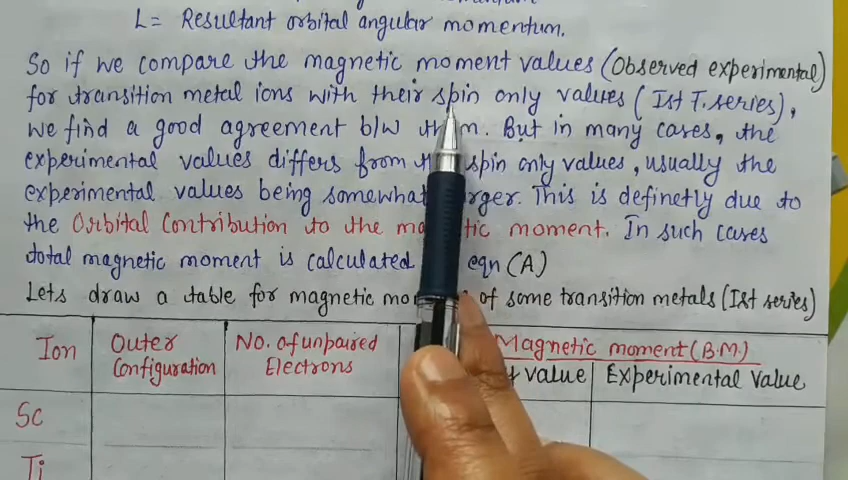 L= Resultant orbital angular momentum.
So if we compare the magnetic moment values (Observed experimental)
for transition metal ions with their spin only values (Ist T. series),
we find a good agreement b/w But in many cases, the
experimental values differs from spin only values, usually the
experimental values being somewhat This is definetly due to
the Orbital Contribution to the moment. In such cases
total magnetic moment is calculated eqn (A)
Lets draw a table for magnetic of some transition metals (Ist series)
Ion
Outer Configuration
No. of unpaired Electrons
Magnetic moment (B.M.)
value
Experimental Value
Sc
Ti